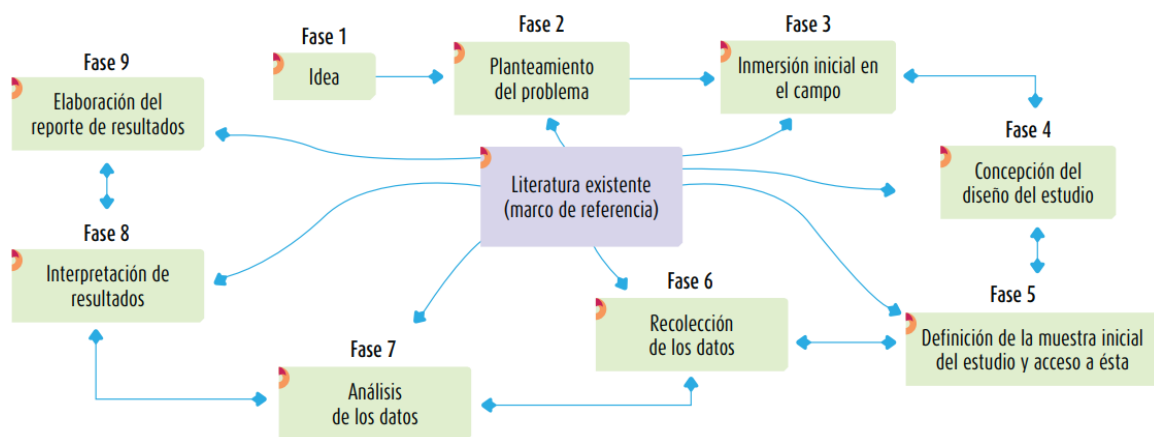 Fase 1
Idea
Fase 2
Planteamiento
del problema
Fase 3
Inmersión inicial en
el campo
Fase 4
Concepción del
diseño del estudio
Fase 5
Definición de la muestra inicial
del estudio y acceso a ésta
Fase 6
Recolección
de los datos
Fase 7
Análisis
de los datos
Fase 8
Interpretación de
resultados
Fase 9
Elaboración del
reporte de resultados
Literatura existente
(marco de referencia)